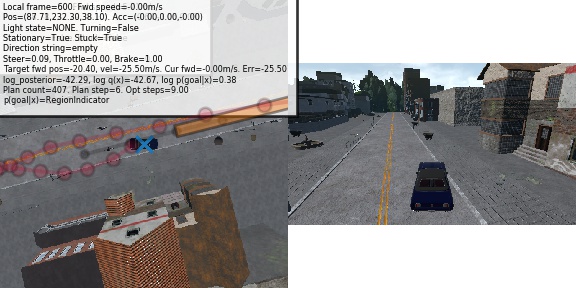 Local frame=600: Fwd speed=-0.00m/s
Pos=(87.71,232.30,38.10). Acc=(-0.00,0.00,-0.00)
Light state=NONE. Turning=False
Stationary=True. Stuck=True
Direction string=empty
Steer=0.09, Throttle=0.00, Brake=1.00
Target fwd pos=-20.40, vel=-25.50m/s. Cur fwd=-0.00m/s. Err=-25.50
log_posterior=-42.29, log q(x)=-42.67, log p(goal|x)=0.38
Plan count=407. Plan step=6. Opt steps=9.00
p(goal|x)=RegionIndicator